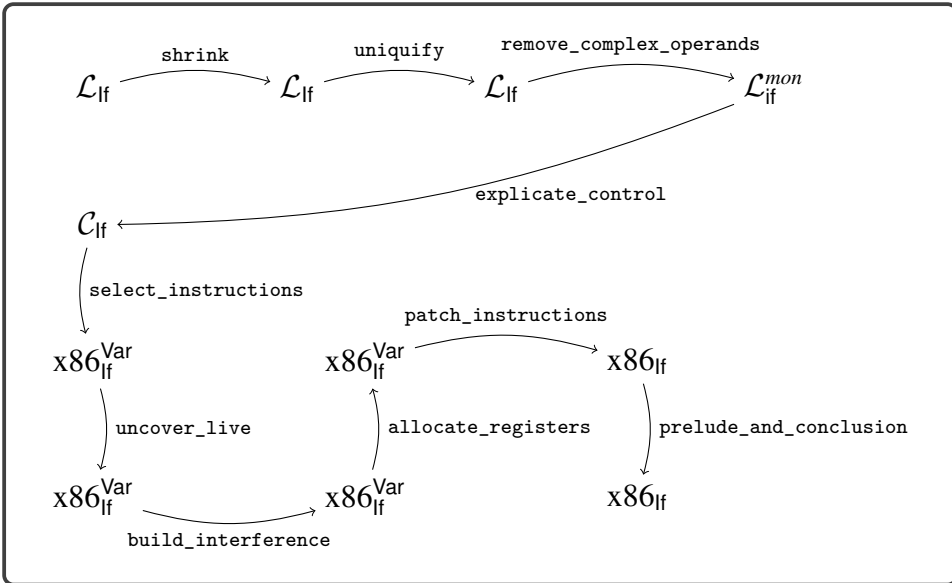 shrink
uniquify
remove_complex_operands
ℒ_If ℒ_If ℒ_If ℒ_if^mon
explicate_control
𝒞_If
select_instructions
patch_instructions
x86_If^Var x86_If^Var x86_If
uncover_live allocate_registers prelude_and_conclusion
x86_If^Var x86_If^Var x86_If
build_interference